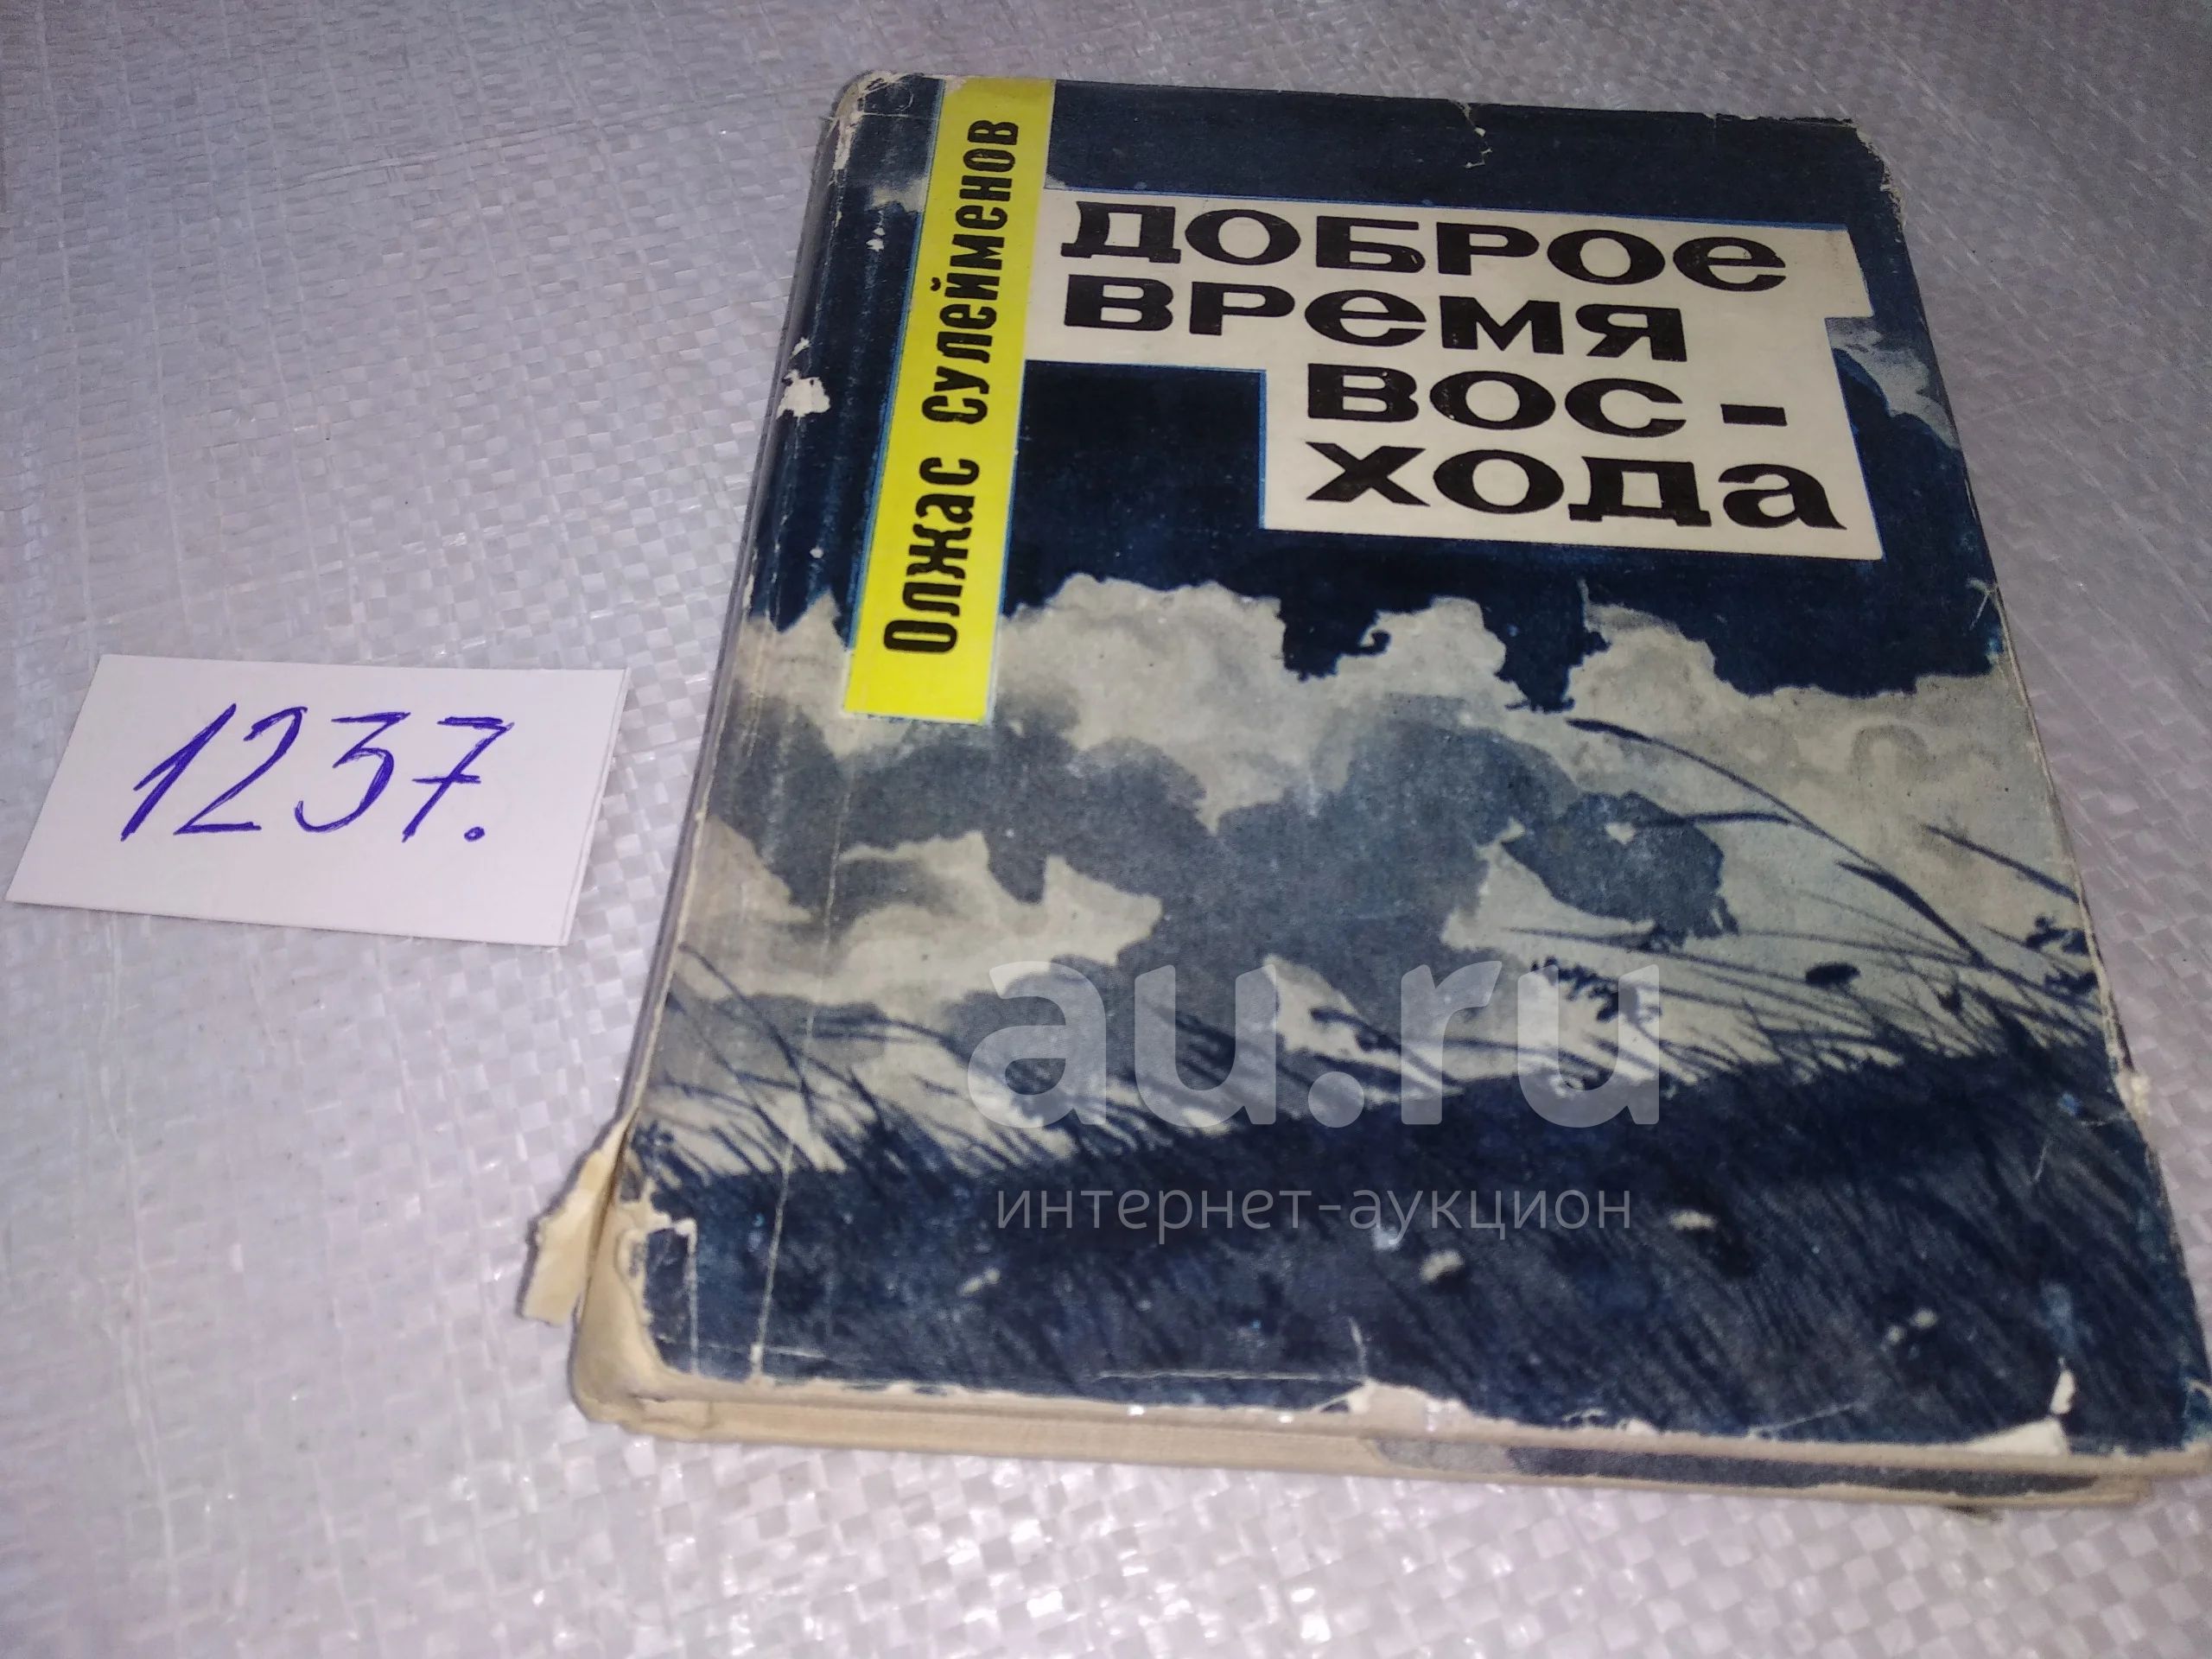 Олжас Сулейменов
ДОБРОЕ
ВРЕМЯ
ВОС-
ХОДА
1237.
au.ru
интернет-аукцион